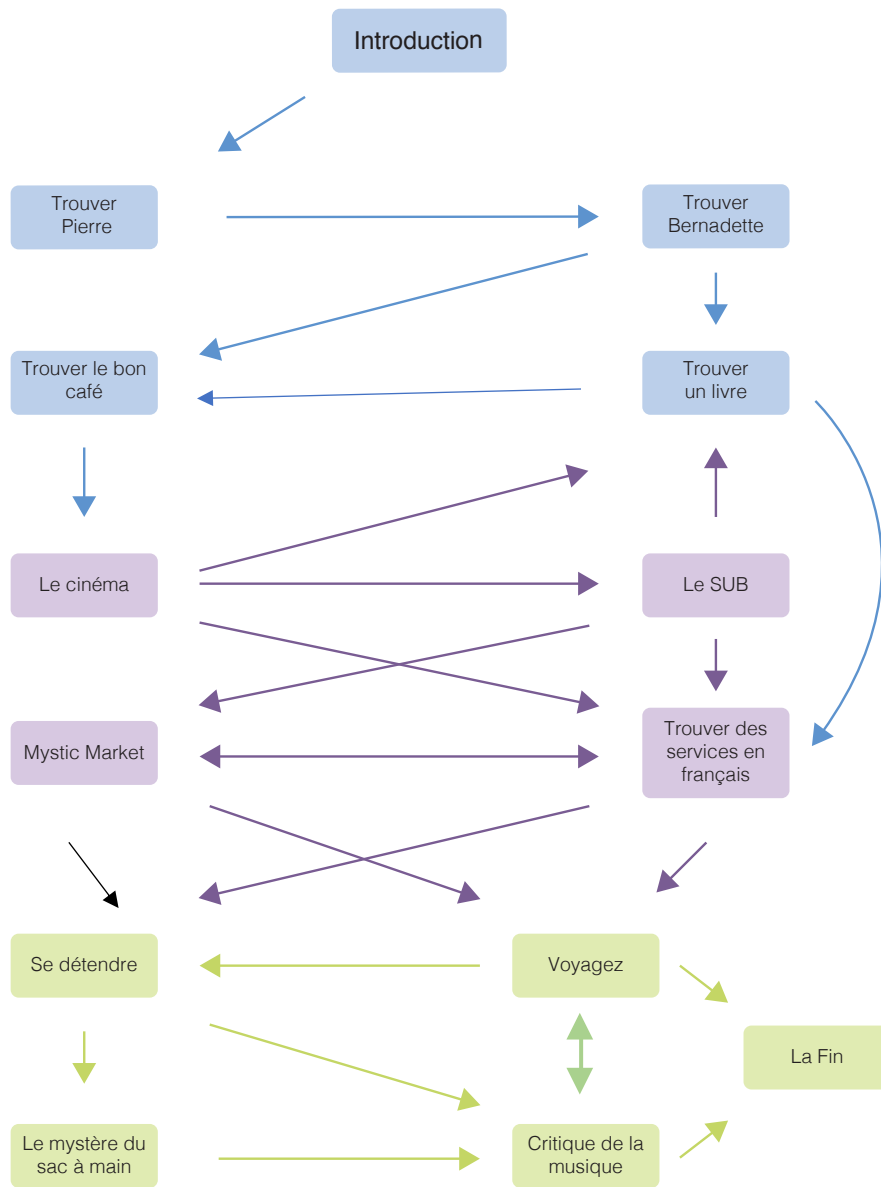 Introduction
Trouver
Pierre
Trouver
Bernadette
Trouver le bon
café
Trouver
un livre
Le cinéma
Le SUB
Mystic Market
Trouver des
services en
français
Se détendre
Voyagez
La Fin
Le mystère du
sac à main
Critique de la
musique